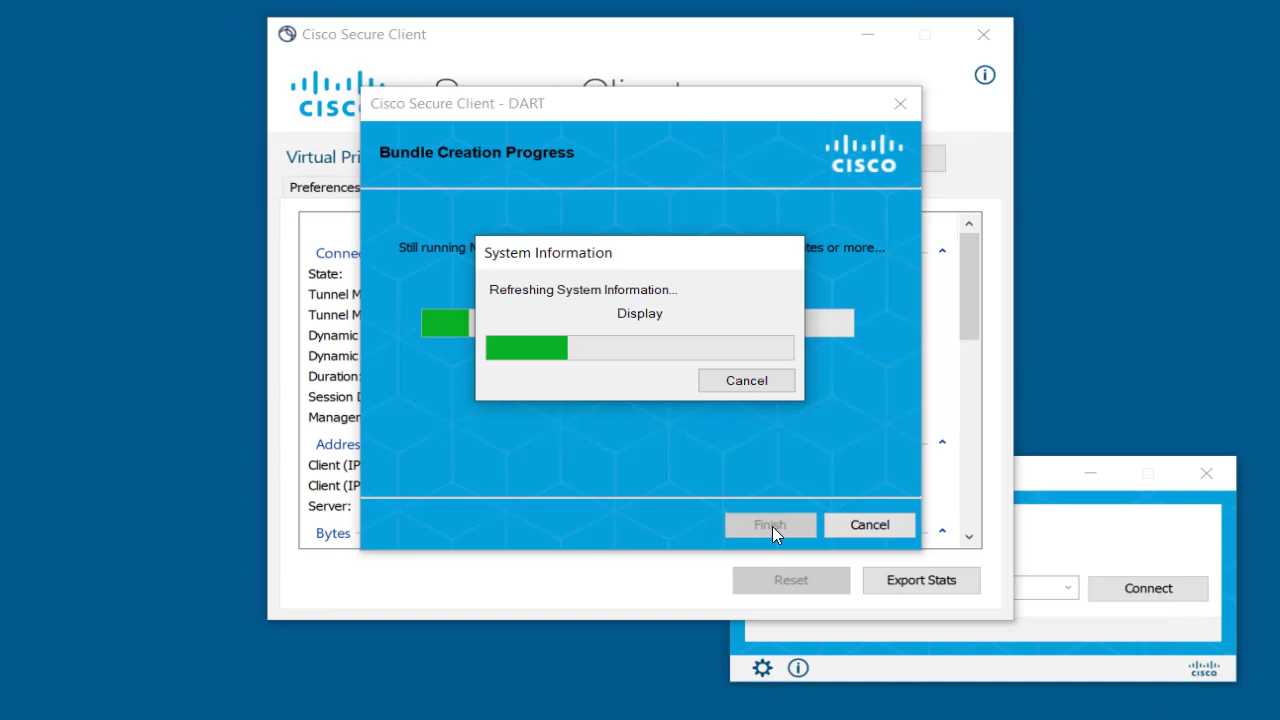 Cisco Secure Client
CISCO
Cisco Secure Client - DART
Virtual Pri
Bundle Creation Progress
CISCO
Preferences
Still running
tes or more...
System Information
Refreshing System Information...
Display
Cancel
Conne
State:
Tunnel M
Tunnel M
Dynamic
Dynamic
Duration:
Session D
Manager
Addres
Client (IP
Client (IP
Server:
Bytes
Finish
Cancel
Reset
Export Stats
Connect
CISCO